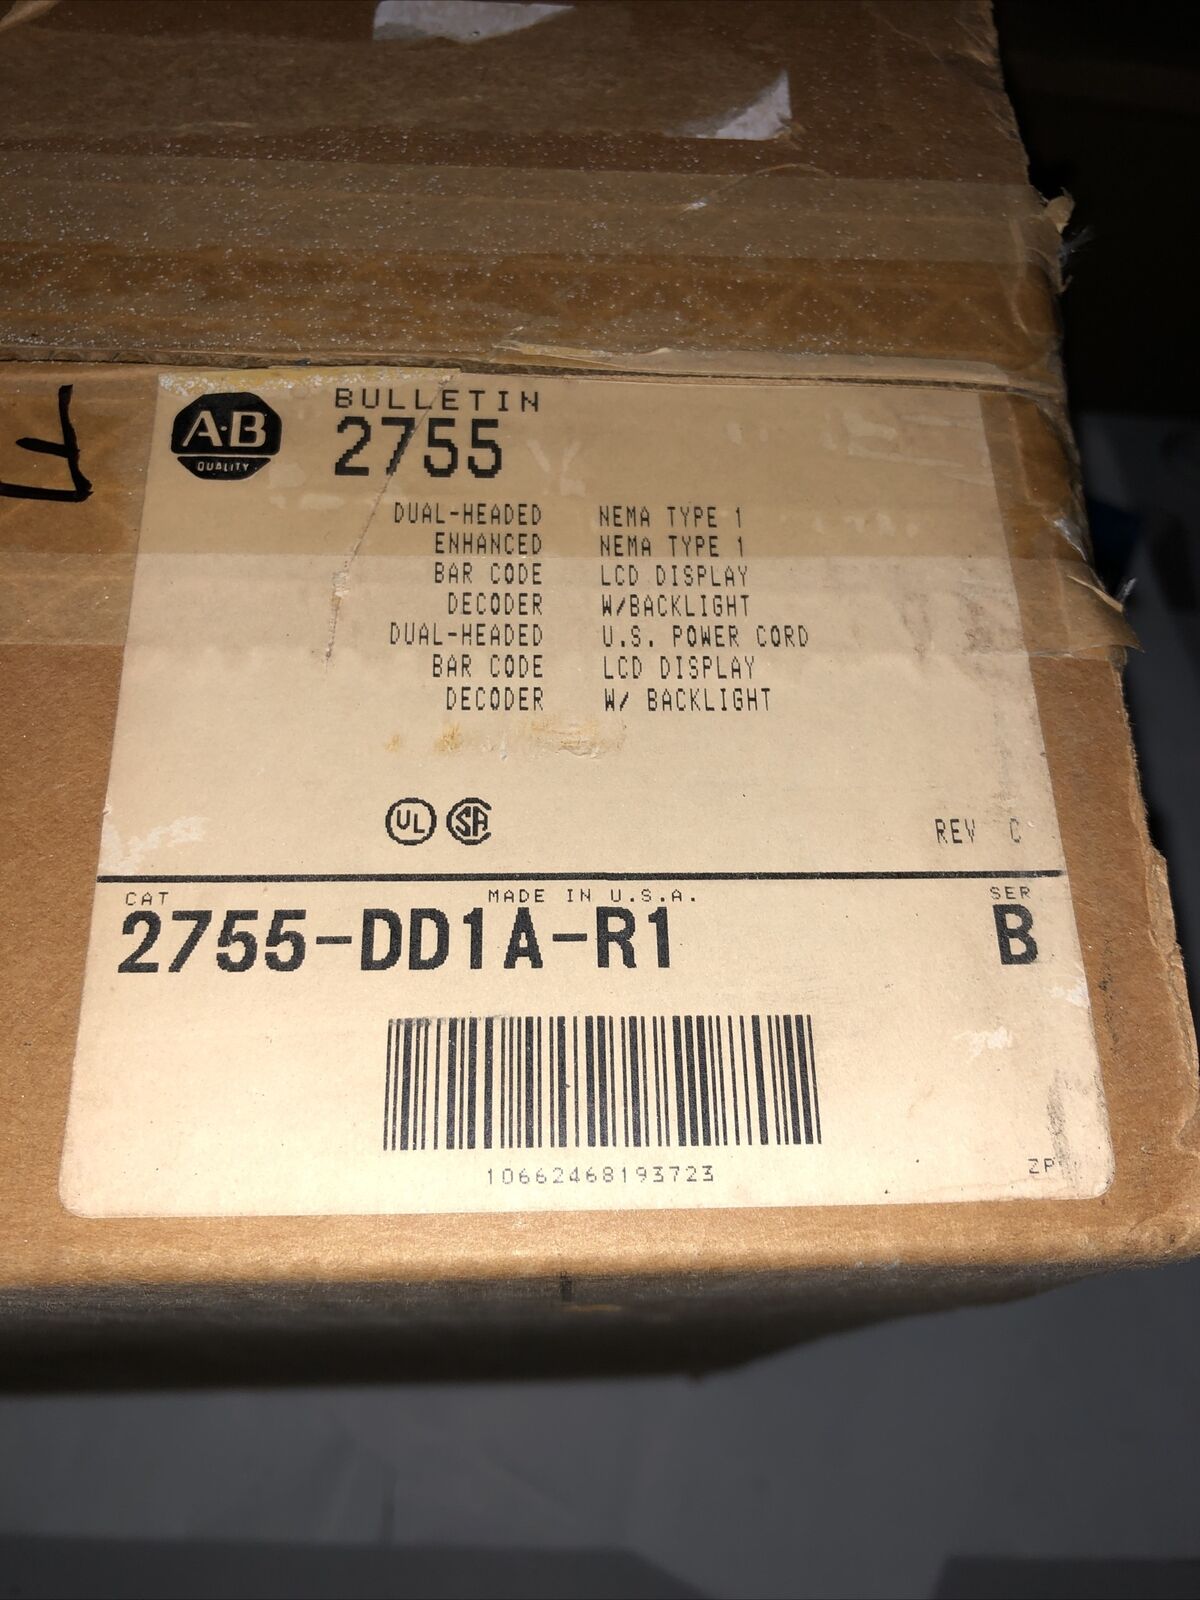 A·B
QUALITY
BULLETIN
2755
DUAL-HEADED NEMA TYPE 1
ENHANCED NEMA TYPE 1
BAR CODE LCD DISPLAY
DECODER W/BACKLIGHT
DUAL-HEADED U.S. POWER CORD
BAR CODE LCD DISPLAY
DECODER W/ BACKLIGHT
UL SA
REV C
CAT MADE IN U.S.A. SER
2755-DD1A-R1 B
10662468193723